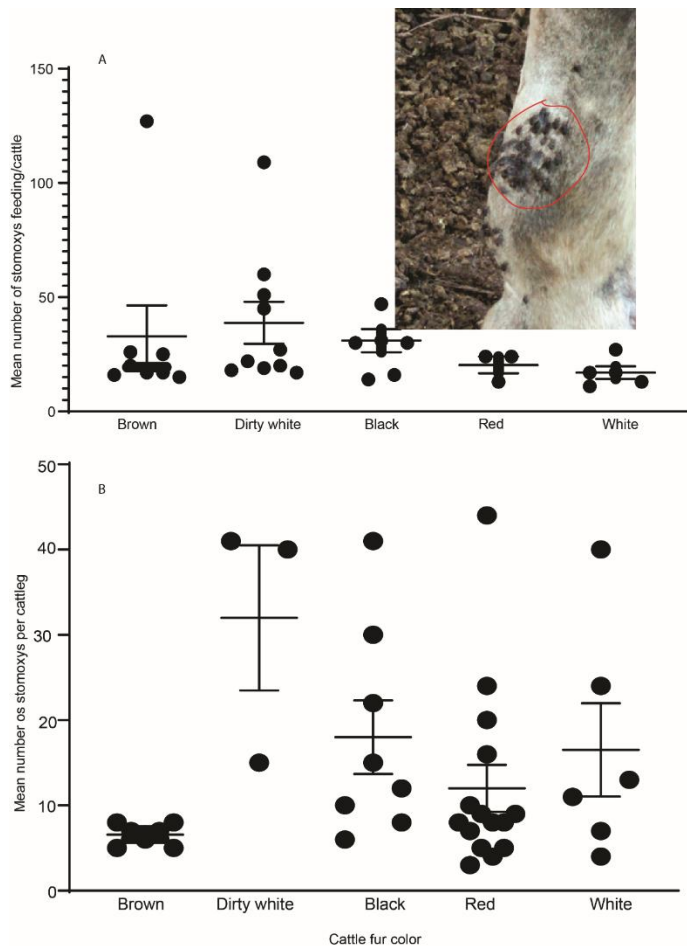 A
Mean number of stomoxys feeding/cattle
150
100
50
0
Brown Dirty white Black Red White
B
Mean number os stomoxys per cattleg
50
40
30
20
10
0
Brown Dirty white Black Red White
Cattle fur color